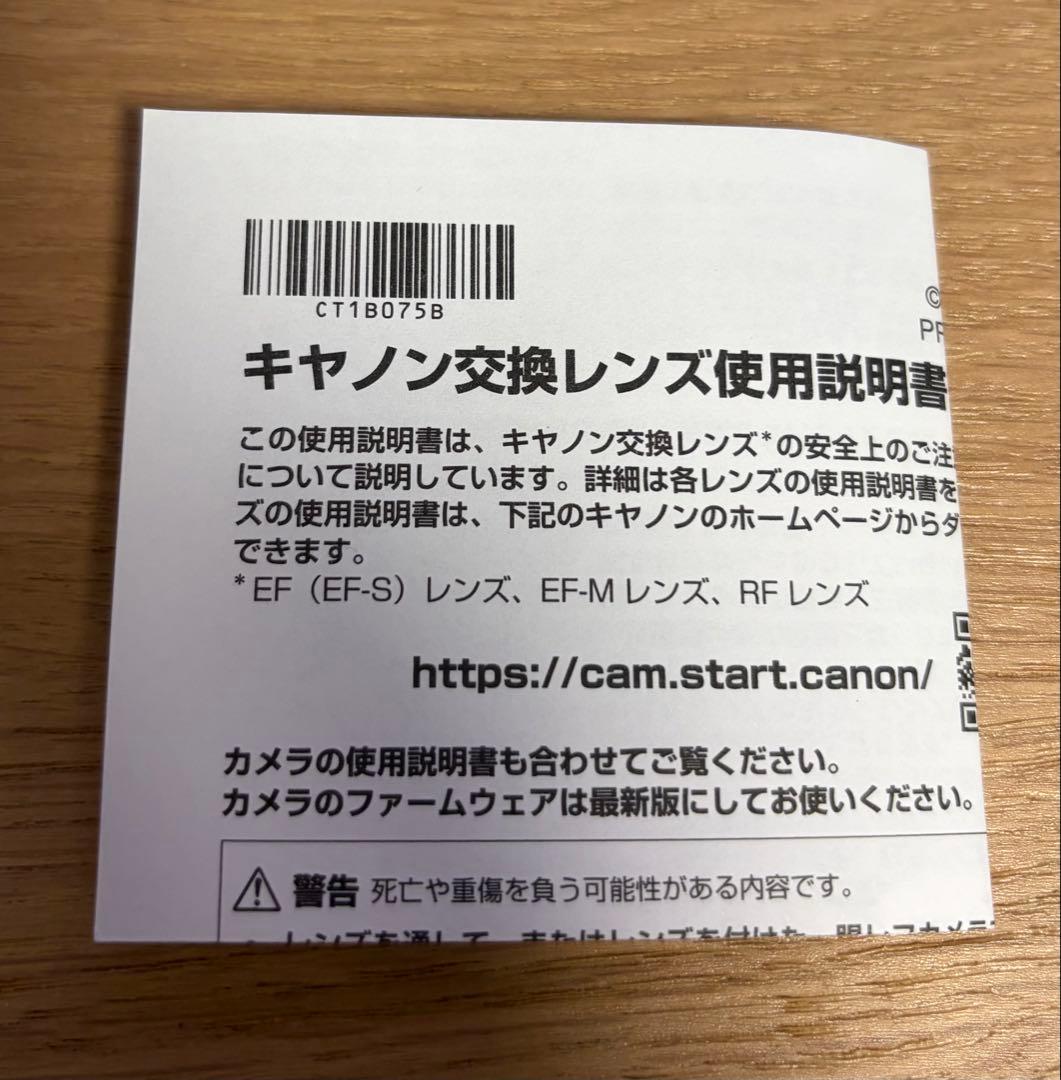 ©
CT1B075B
PR
キヤノン交換レンズ使用説明書
この使用説明書は、キヤノン交換レンズ*の安全上のご注
について説明しています。詳細は各レンズの使用説明書を
ズの使用説明書は、下記のキヤノンのホームページからダ
できます。
*EF（EF-S）レンズ、EF-M レンズ、RF レンズ
https://cam.start.canon/
カメラの使用説明書も合わせてご覧ください。
カメラのファームウェアは最新版にしてお使いください。
警告 死亡や重傷を負う可能性がある内容です。